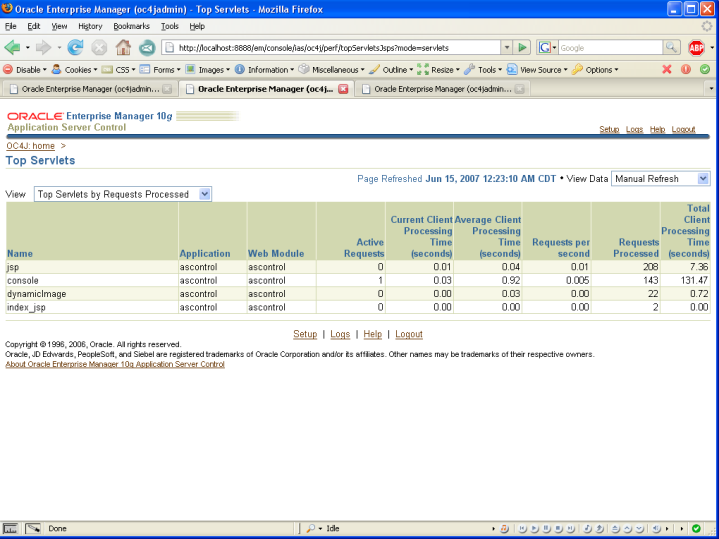 Oracle Enterprise Manager (oc4jadmin) - Top Servlets - Mozilla Firefox
File Edit View History Bookmarks Tools Help
http://localhost:8888/em/console/ias/oc4j/perf/topServletsJsps?mode=servlets
G Google
ABP
Disable Cookies CSS Forms Images Information Miscellaneous Outline Resize Tools View Source Options
Oracle Enterprise Manager (oc4jadmin... Oracle Enterprise Manager (oc4j... Oracle Enterprise Manager (oc4jadmin...
ORACLE Enterprise Manager 10g
Application Server Control
Setup Logs Help Logout
OC4J: home >
Top Servlets
Page Refreshed Jun 15, 2007 12:23:10 AM CDT • View Data Manual Refresh
View Top Servlets by Requests Processed
Name Application Web Module Active Requests Current Client Processing Time (seconds) Average Client Processing Time (seconds) Requests per second Requests Processed Total Client Processing Time (seconds)
jsp ascontrol ascontrol 0 0.01 0.04 0.01 208 7.36
console ascontrol ascontrol 1 0.03 0.92 0.005 143 131.47
dynamicImage ascontrol ascontrol 0 0.00 0.03 0.00 22 0.72
index_jsp ascontrol ascontrol 0 0.00 0.00 0.00 2 0.00
Setup | Logs | Help | Logout
Copyright © 1996, 2006, Oracle. All rights reserved.
Oracle, JD Edwards, PeopleSoft, and Siebel are registered trademarks of Oracle Corporation and/or its affiliates. Other names may be trademarks of their respective owners.
About Oracle Enterprise Manager 10g Application Server Control
Done
Idle